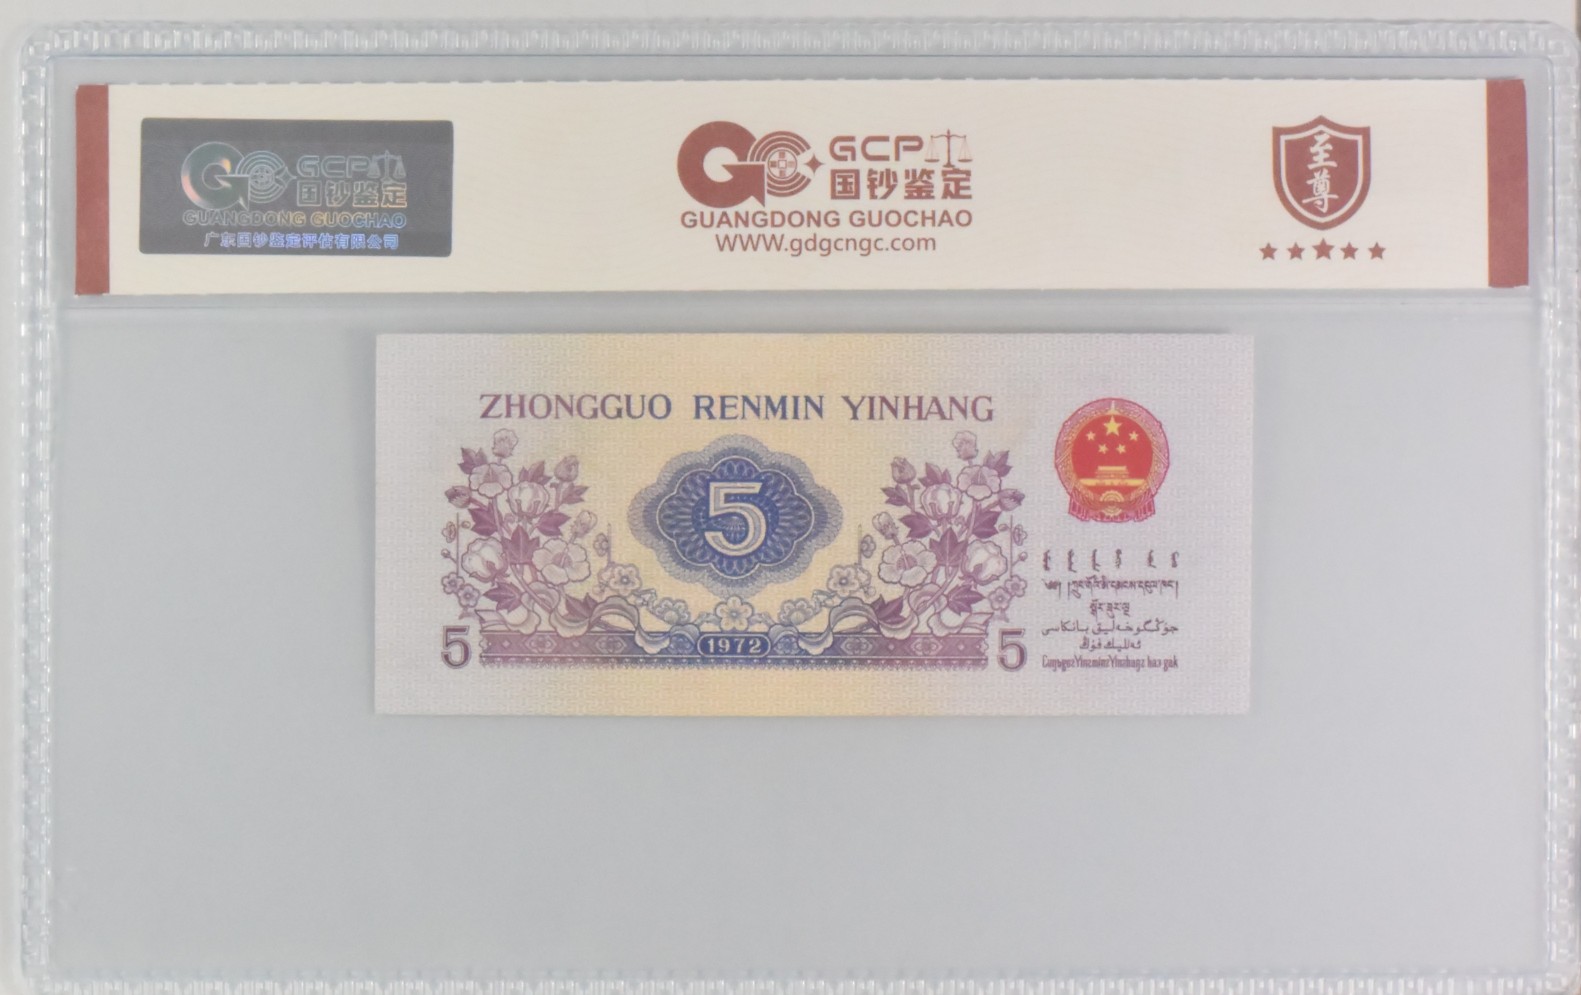 GCP
国钞鉴定
GUANGDONG GUOCHAO
广东国钞鉴定评估有限公司
GCP
国钞鉴定
GUANGDONG GUOCHAO
WWW.gdgcngc.com
至尊
ZHONGGUO RENMIN YINHANG
5
5
1972
5
جۇڭگوخەلىق بانكاسى